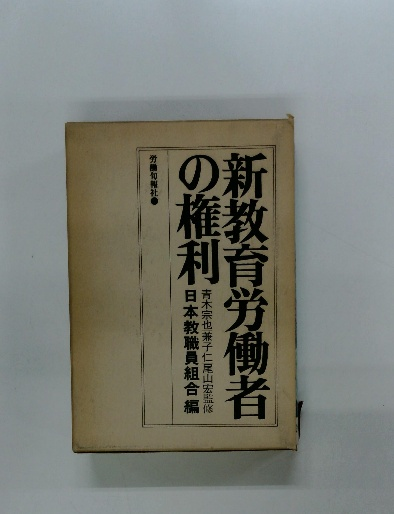 新教育労働者
の権利
青木宗也兼子仁尾山宏監修
日本教職員組合編
労働旬報社●